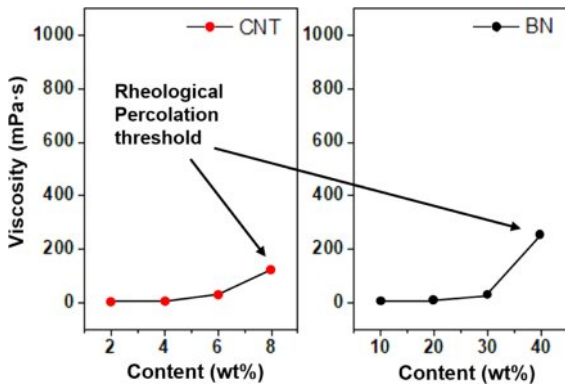 CNT
BN
1000
800
600
400
200
0
1000
800
600
400
200
0
Viscosity (mPa·s)
Rheological
Percolation
threshold
2 4 6 8
10 20 30 40
Content (wt%)
Content (wt%)